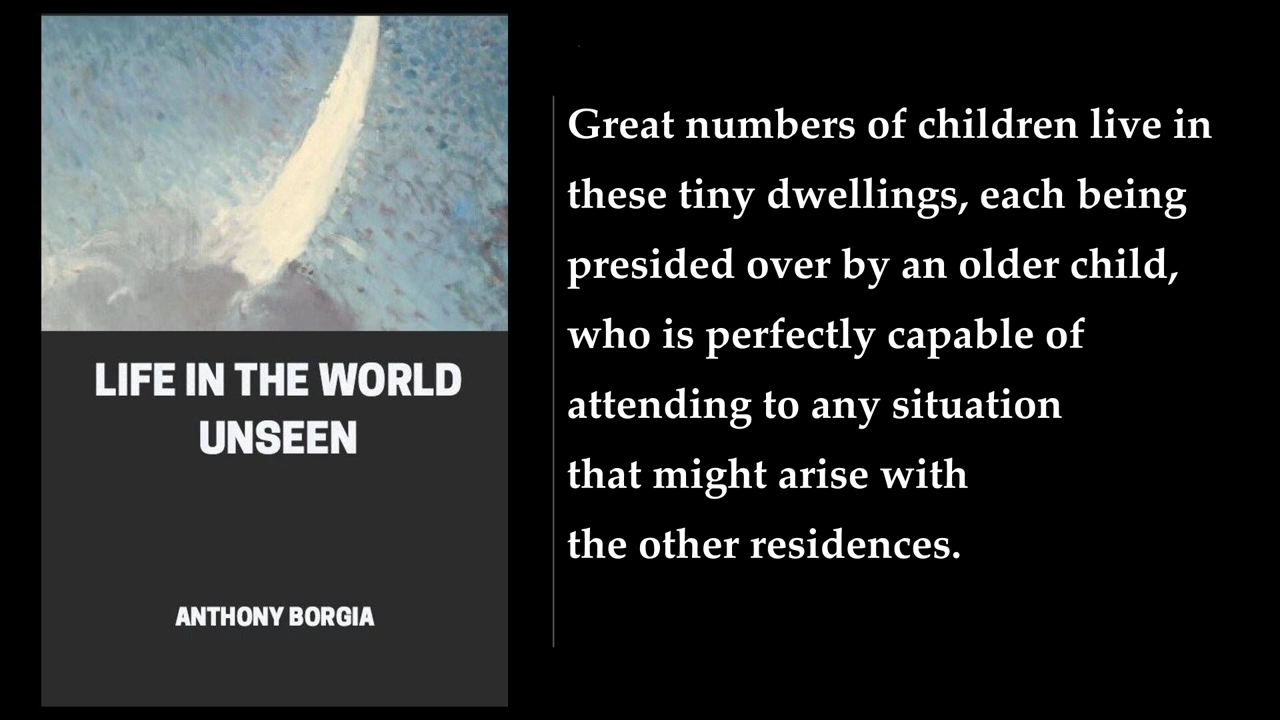 LIFE IN THE WORLD
UNSEEN
ANTHONY BORGIA
Great numbers of children live in
these tiny dwellings, each being
presided over by an older child,
who is perfectly capable of
attending to any situation
that might arise with
the other residences.